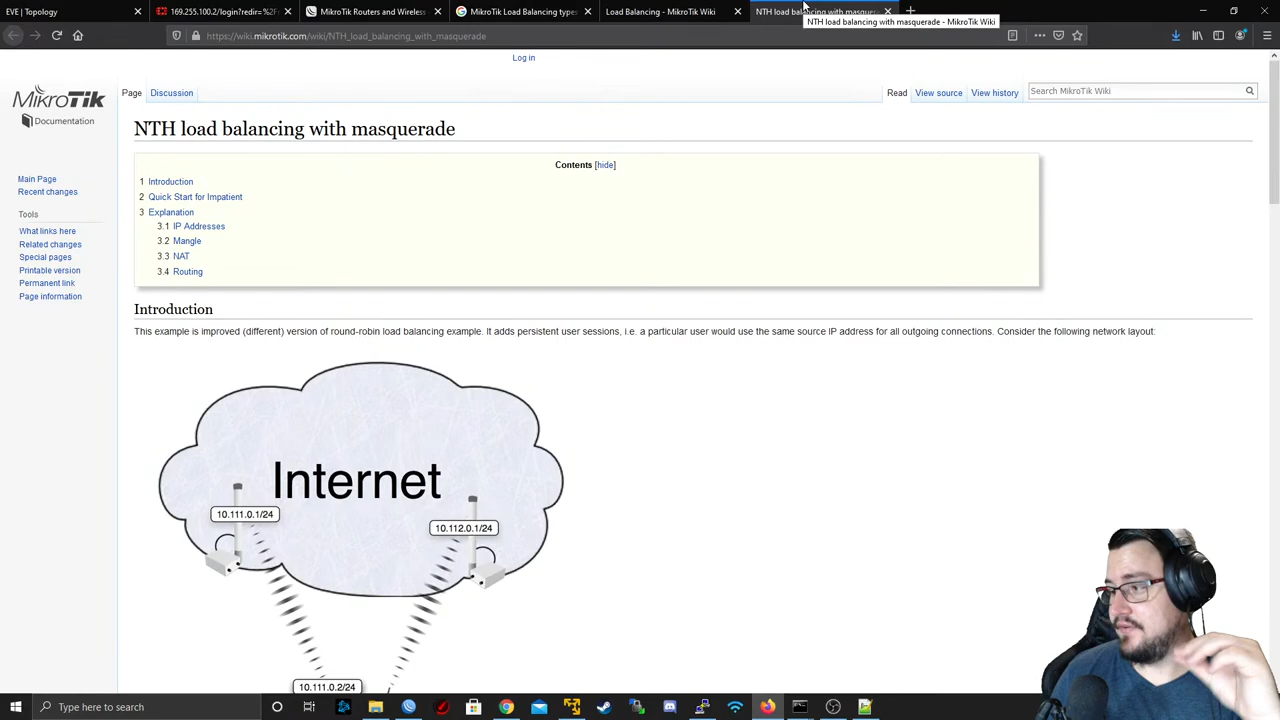 EVE | Topology
169.255.100.2/login?redir=%2F
MikroTik Routers and Wireless
MikroTik Load Balancing types
Load Balancing - MikroTik Wiki
NTH load balancing with masquer
NTH load balancing with masquerade - MikroTik Wiki
https://wiki.mikrotik.com/wiki/NTH_load_balancing_with_masquerade
Log in
MikroTik
Documentation
Page
Discussion
Read
View source
View history
Search MikroTik Wiki
NTH load balancing with masquerade
Contents [hide]
1 Introduction
2 Quick Start for Impatient
3 Explanation
3.1 IP Addresses
3.2 Mangle
3.3 NAT
3.4 Routing
Main Page
Recent changes
Tools
What links here
Related changes
Special pages
Printable version
Permanent link
Page information
Introduction
This example is improved (different) version of round-robin load balancing example. It adds persistent user sessions, i.e. a particular user would use the same source IP address for all outgoing connections. Consider the following network layout:
Internet
10.111.0.1/24
10.112.0.1/24
10.111.0.2/24
Type here to search